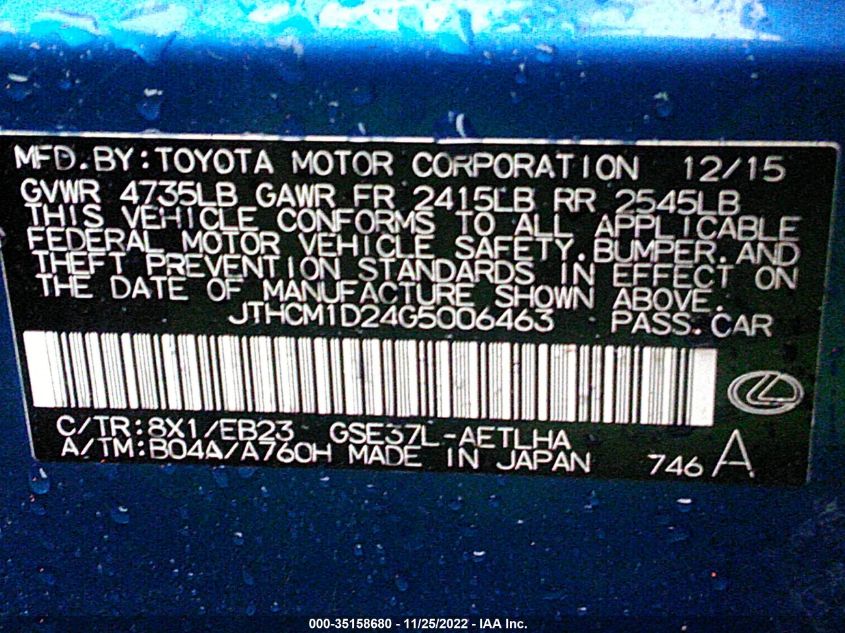 MFD.BY:TOYOTA MOTOR CORPORATION 12/15
GVWR 4735LB GAWR FR 2415LB RR 2545LB
THIS VEHICLE CONFORMS TO ALL APPLICABLE
FEDERAL MOTOR VEHICLE SAFETY.BUMPER.AND
THEFT PREVENTION STANDARDS IN EFFECT ON
THE DATE OF MANUFACTURE SHOWN ABOVE.
JTHCM1D24G5006463 PASS.CAR
C/TR:8X1/EB23 GSE37L-AETLHA
A/TM:B04A/A760H MADE IN JAPAN 746 A
000-35158680 - 11/25/2022 - IAA Inc.